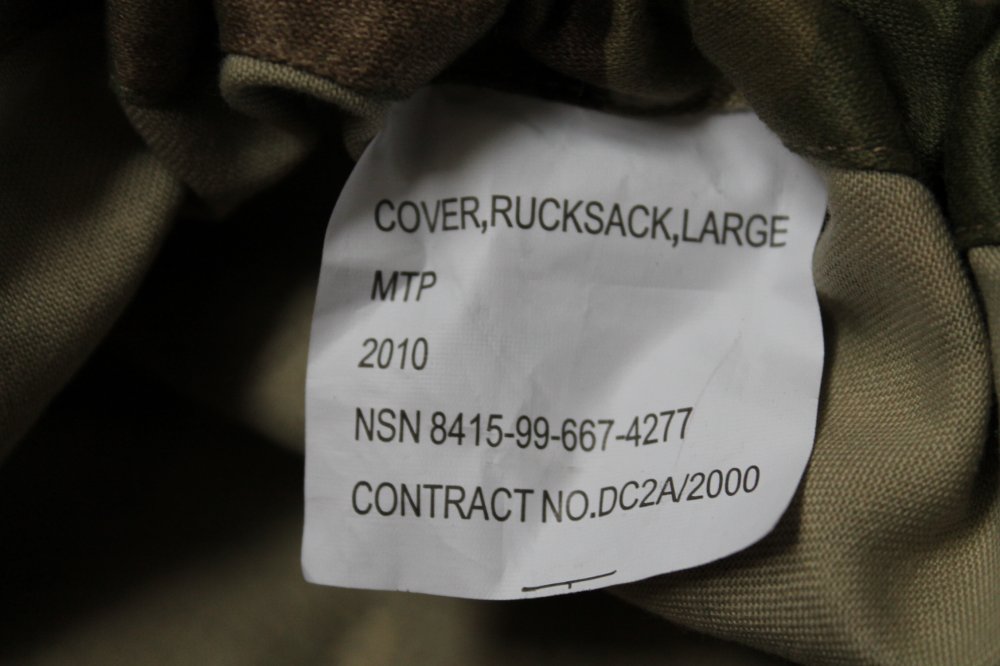 COVER,RUCKSACK,LARGE
MTP
2010
NSN 8415-99-667-4277
CONTRACT NO.DC2A/2000